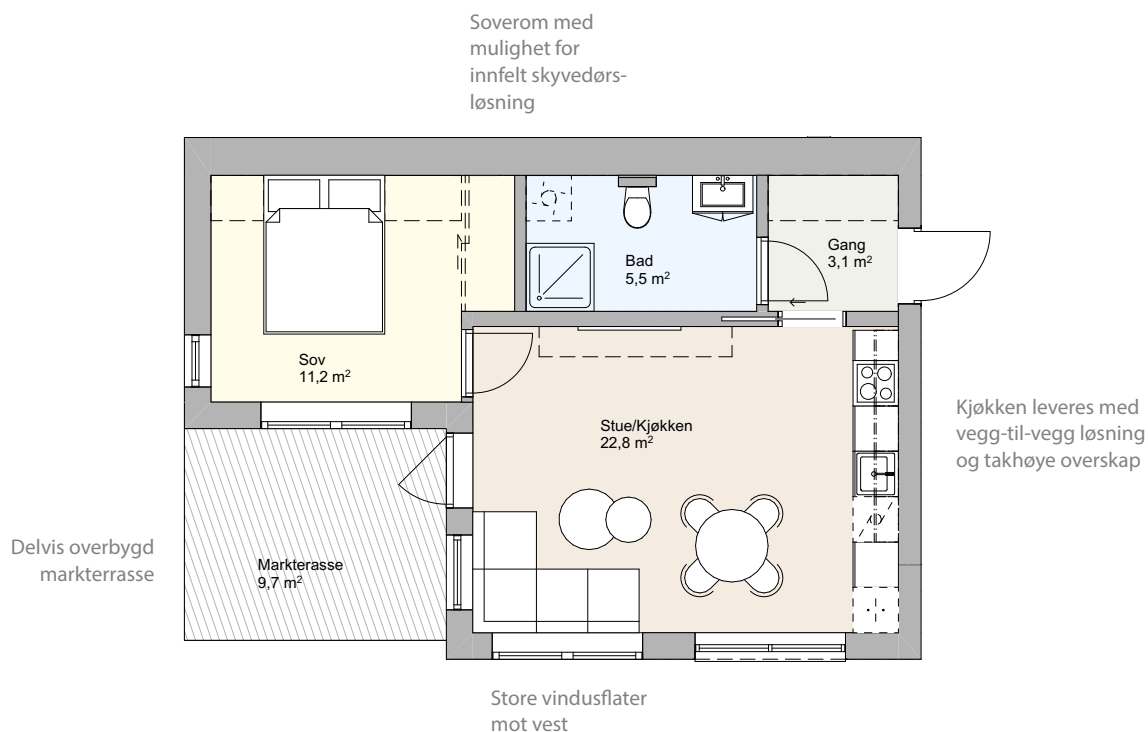 Soverom med
mulighet for
innfelt skyvedørs-
løsning
Gang
3,1 m²
Bad
5,5 m²
Sov
11,2 m²
Kjøkken leveres med
vegg-til-vegg løsning
og takhøye overskap
Stue/Kjøkken
22,8 m²
Delvis overbygd
markterrasse
Markterasse
9,7 m²
Store vindusflater
mot vest